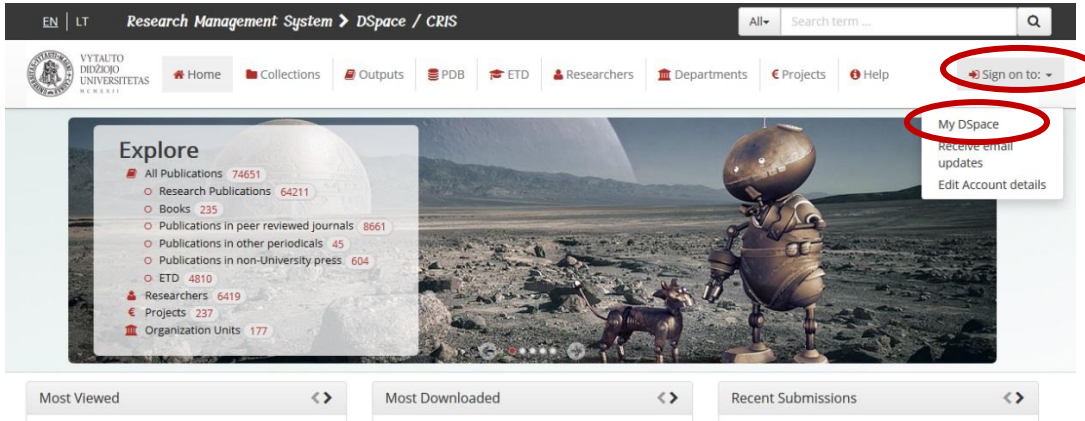 EN | LT Research Management System > DSpace / CRIS All Search term ...
VYTAUTO
DIDŽIOJO
UNIVERSITETAS
MCMXXII
Home Collections Outputs PDB ETD Researchers Departments € Projects Help Sign on to:
My DSpace
Receive email
updates
Edit Account details
Explore
All Publications 74651
Research Publications 64211
Books 235
Publications in peer reviewed journals 8661
Publications in other periodicals 45
Publications in non-University press 604
ETD 4810
Researchers 6419
€ Projects 237
Organization Units 177
Most Viewed < > Most Downloaded < > Recent Submissions < >